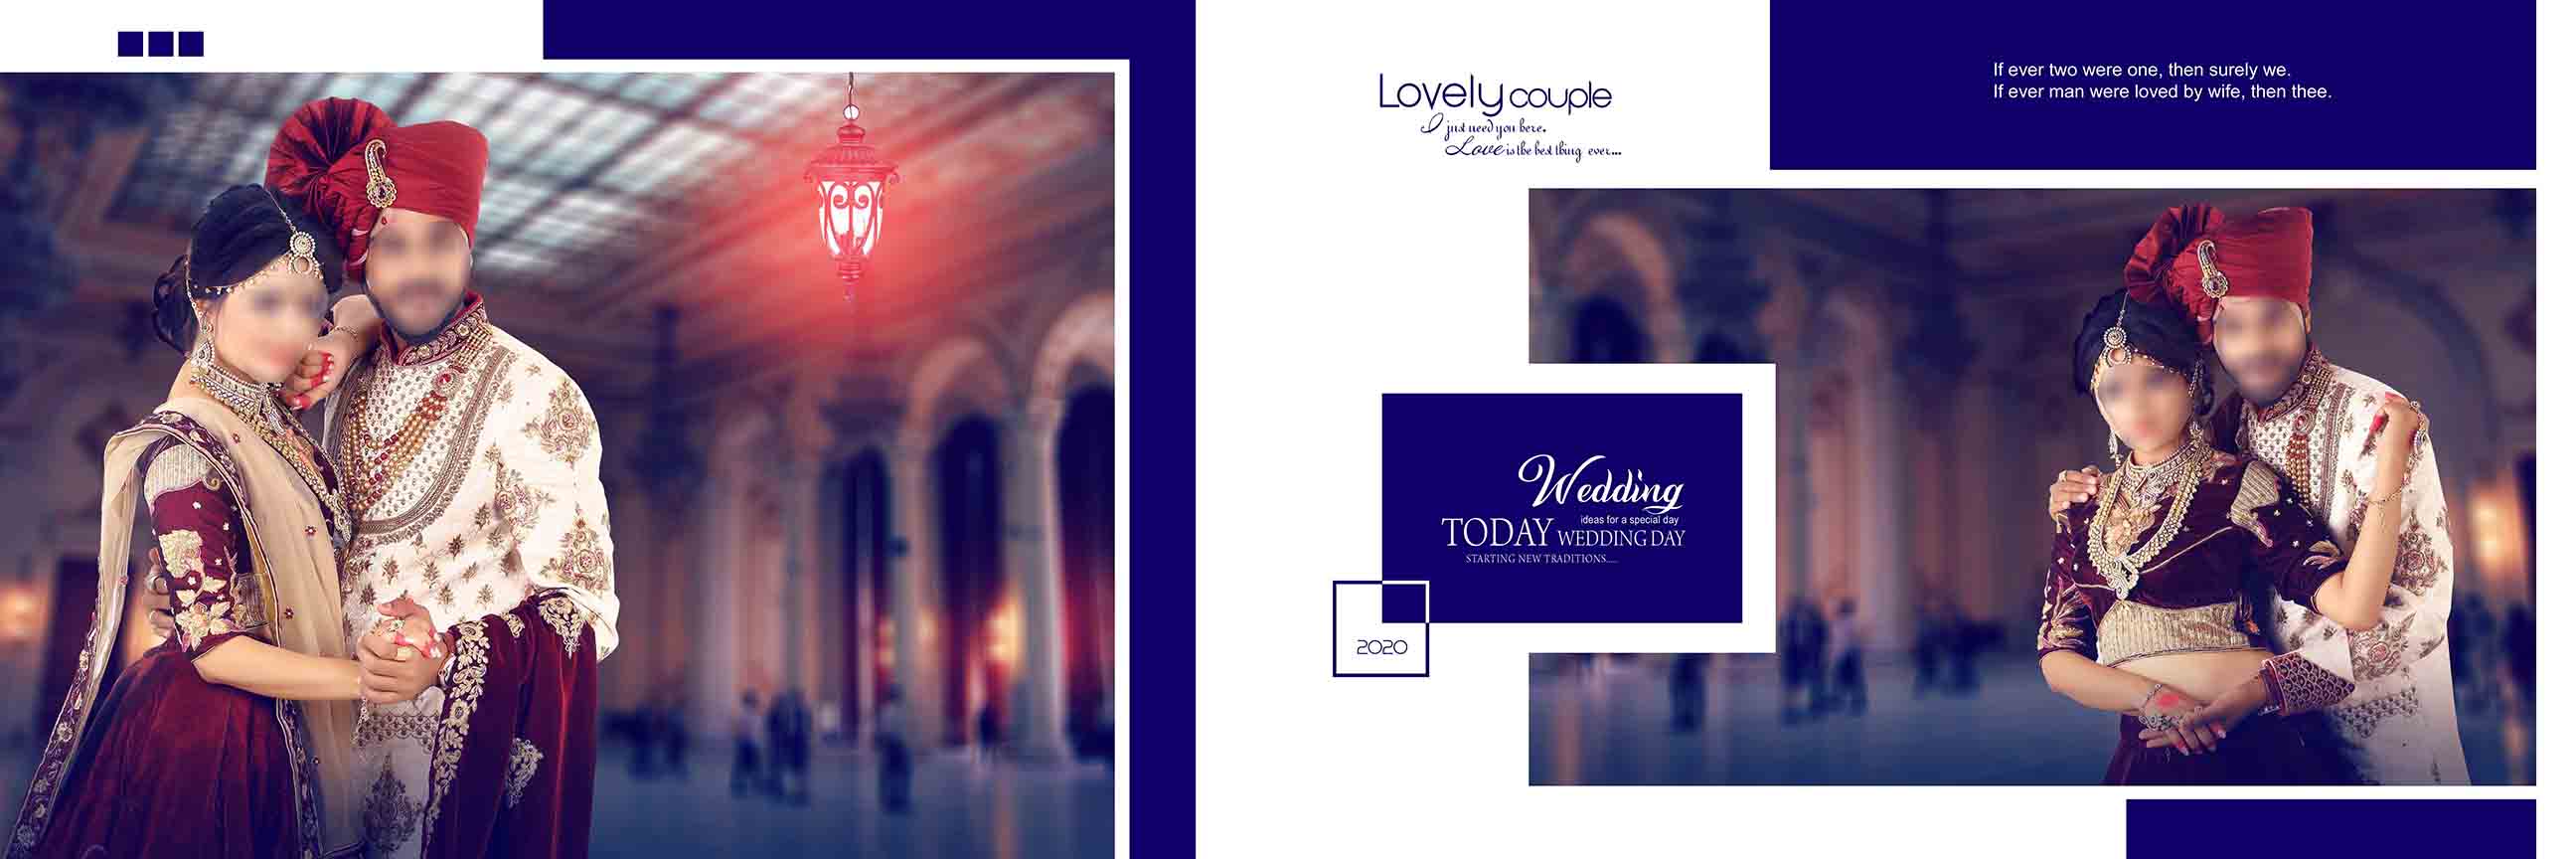 Lovely couple
I just need you here.
Love is the best thing ever...
If ever two were one, then surely we.
If ever man were loved by wife, then thee.
Wedding
ideas for a special day
TODAY WEDDING DAY
STARTING NEW TRADITIONS.....
2020